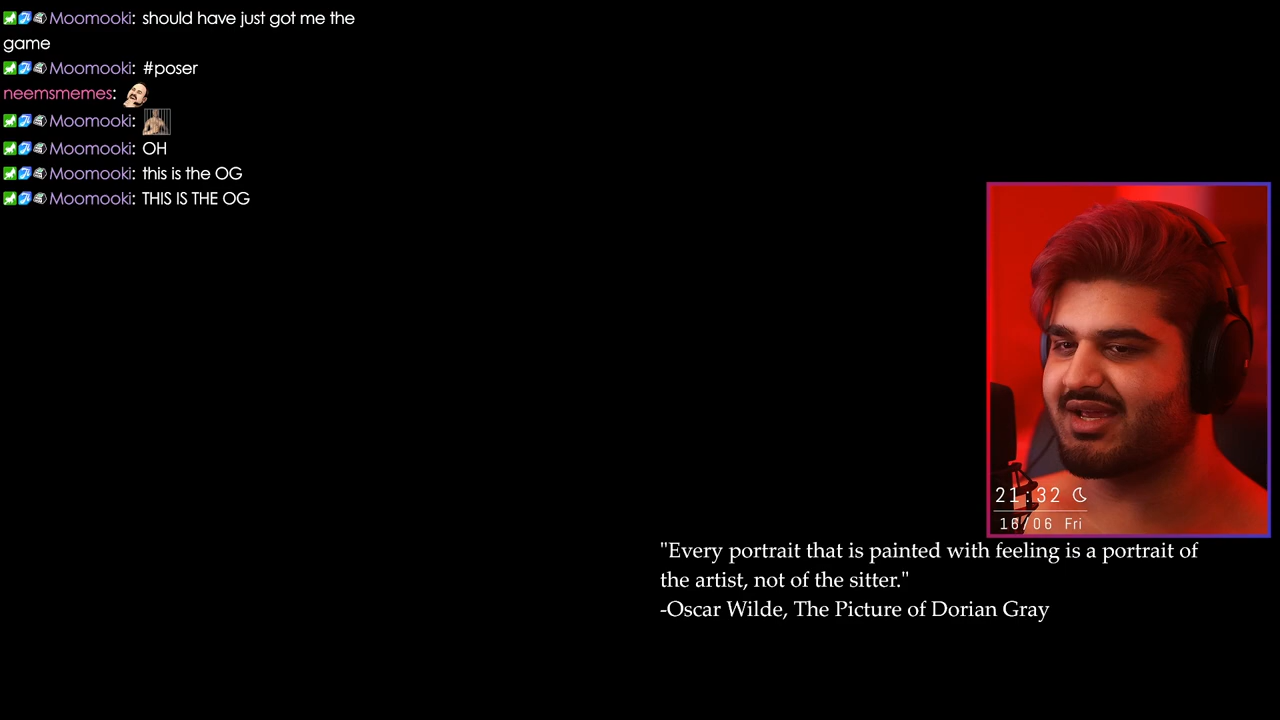 Moomooki: should have just got me the
game
Moomooki: #poser
neemsmemes:
Moomooki:
Moomooki: OH
Moomooki: this is the OG
Moomooki: THIS IS THE OG
21:32
16/06 Fri
"Every portrait that is painted with feeling is a portrait of
the artist, not of the sitter."
-Oscar Wilde, The Picture of Dorian Gray